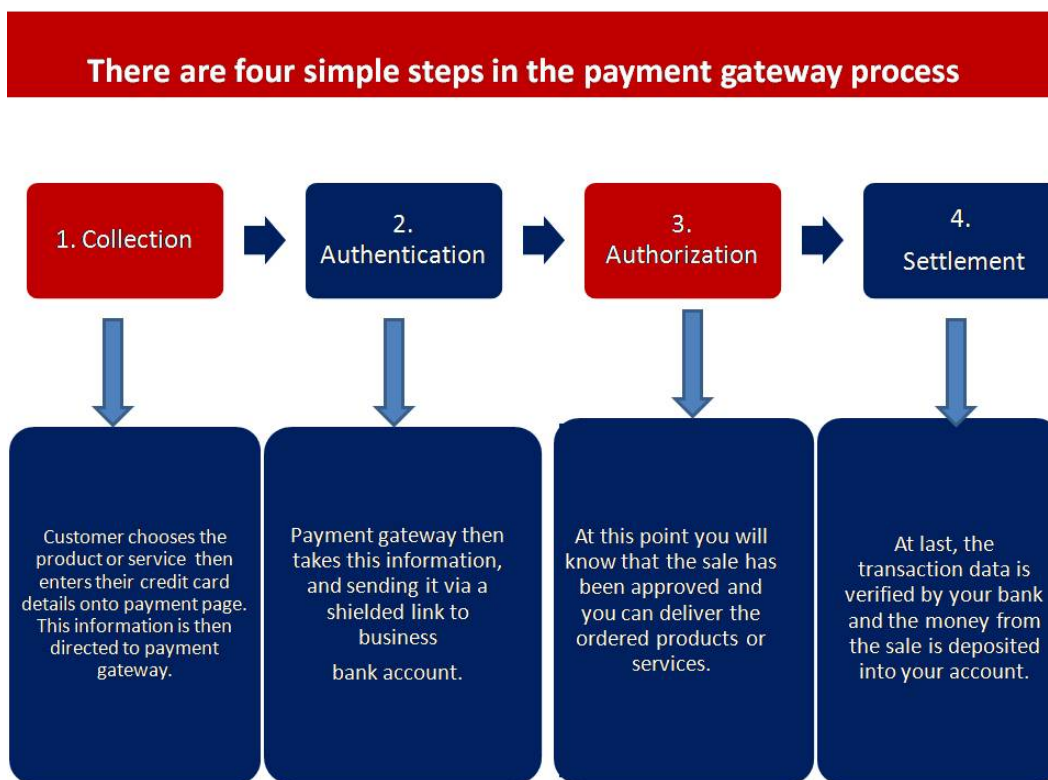 There are four simple steps in the payment gateway process
1. Collection
2.
Authentication
3.
Authorization
4.
Settlement
Customer chooses the
product or service then
enters their credit card
details onto payment page.
This information is then
directed to payment
gateway.
Payment gateway then
takes this information,
and sending it via a
shielded link to
business
bank account.
At this point you will
know that the sale has
been approved and
you can deliver the
ordered products or
services.
At last, the
transaction data is
verified by your bank
and the money from
the sale is deposited
into your account.